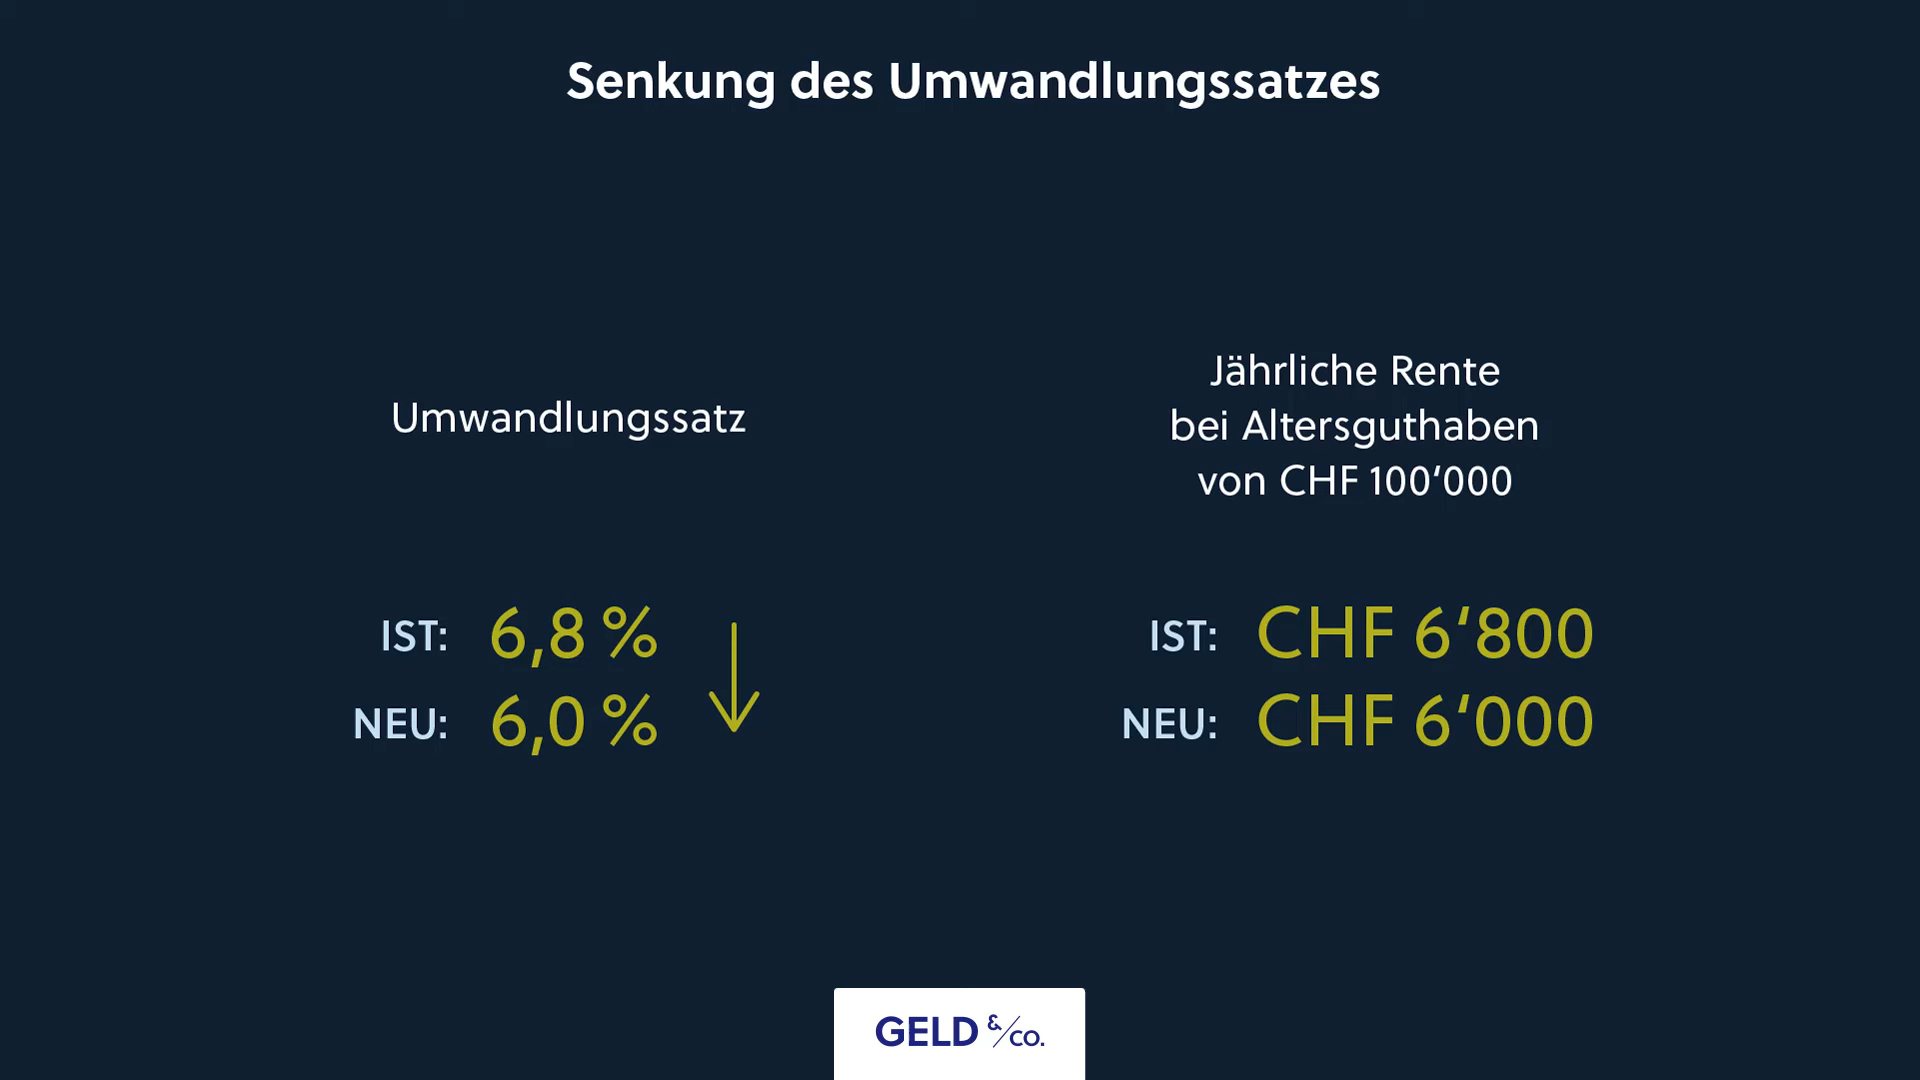 Senkung des Umwandlungssatzes
Umwandlungssatz
IST: 6,8 %
NEU: 6,0 %
Jährliche Rente
bei Altersguthaben
von CHF 100‘000
IST: CHF 6‘800
NEU: CHF 6‘000
GELD &/co.